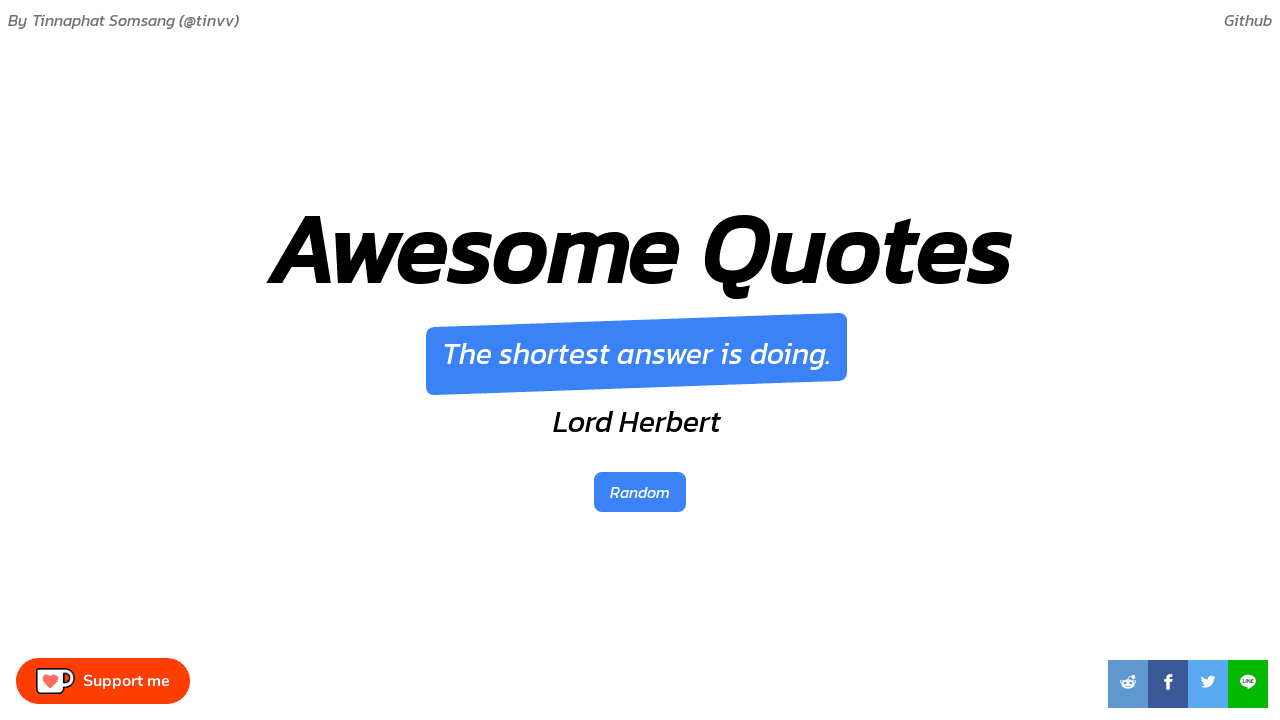 By Tinnaphat Somsang (@tinvv)
Github
Awesome Quotes
The shortest answer is doing.
Lord Herbert
Random
Support me
LINE